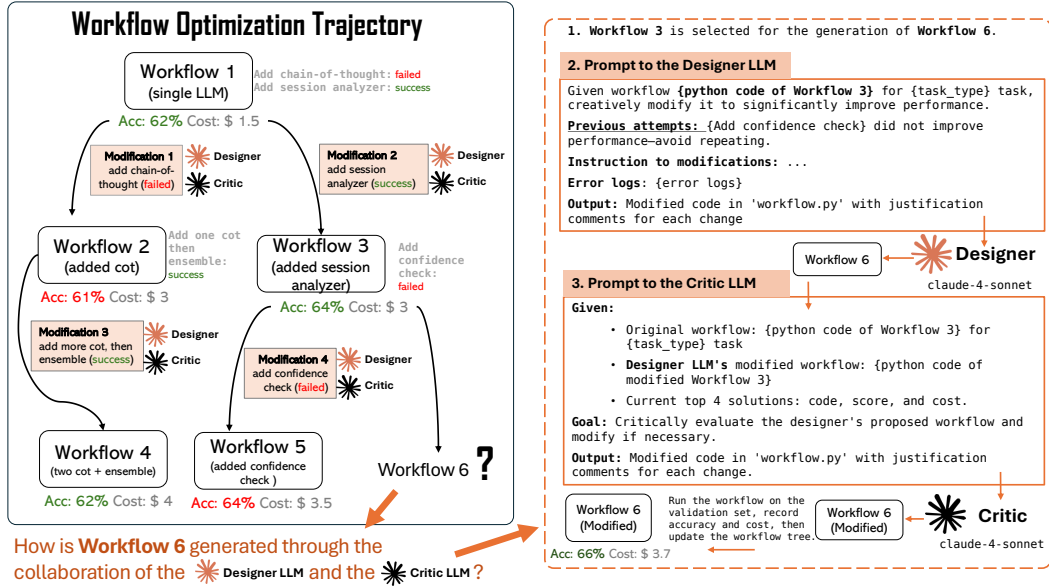 Workflow Optimization Trajectory
Workflow 1
(single LLM)
Add chain-of-thought: failed
Add session analyzer: success
Acc: 62% Cost: $ 1.5
Modification 1
add chain-of-
thought (failed)
Designer
Critic
Modification 2
add session
analyzer (success)
Designer
Critic
Workflow 2
(added cot)
Add one cot
then
ensemble:
success
Acc: 61% Cost: $ 3
Workflow 3
(added session
analyzer)
Add
confidence
check:
failed
Acc: 64% Cost: $ 3
Modification 3
add more cot, then
ensemble (success)
Designer
Critic
Modification 4
add confidence
check (failed)
Designer
Critic
Workflow 4
(two cot + ensemble)
Acc: 62% Cost: $ 4
Workflow 5
(added confidence
check )
Acc: 64% Cost: $ 3.5
Workflow 6 ?
How is Workflow 6 generated through the
collaboration of the Designer LLM and the Critic LLM ?
1. Workflow 3 is selected for the generation of Workflow 6.
2. Prompt to the Designer LLM
Given workflow {python code of Workflow 3} for {task_type} task,
creatively modify it to significantly improve performance.
Previous attempts: {Add confidence check} did not improve
performance—avoid repeating.
Instruction to modifications: ...
Error logs: {error logs}
Output: Modified code in 'workflow.py' with justification
comments for each change
Workflow 6
Designer
claude-4-sonnet
3. Prompt to the Critic LLM
Given:
• Original workflow: {python code of Workflow 3} for
{task_type} task
• Designer LLM's modified workflow: {python code of
modified Workflow 3}
• Current top 4 solutions: code, score, and cost.
Goal: Critically evaluate the designer's proposed workflow and
modify if necessary.
Output: Modified code in 'workflow.py' with justification
comments for each change.
Workflow 6
(Modified)
Acc: 66% Cost: $ 3.7
Run the workflow on the
validation set, record
accuracy and cost, then
update the workflow tree.
Workflow 6
(Modified)
Critic
claude-4-sonnet